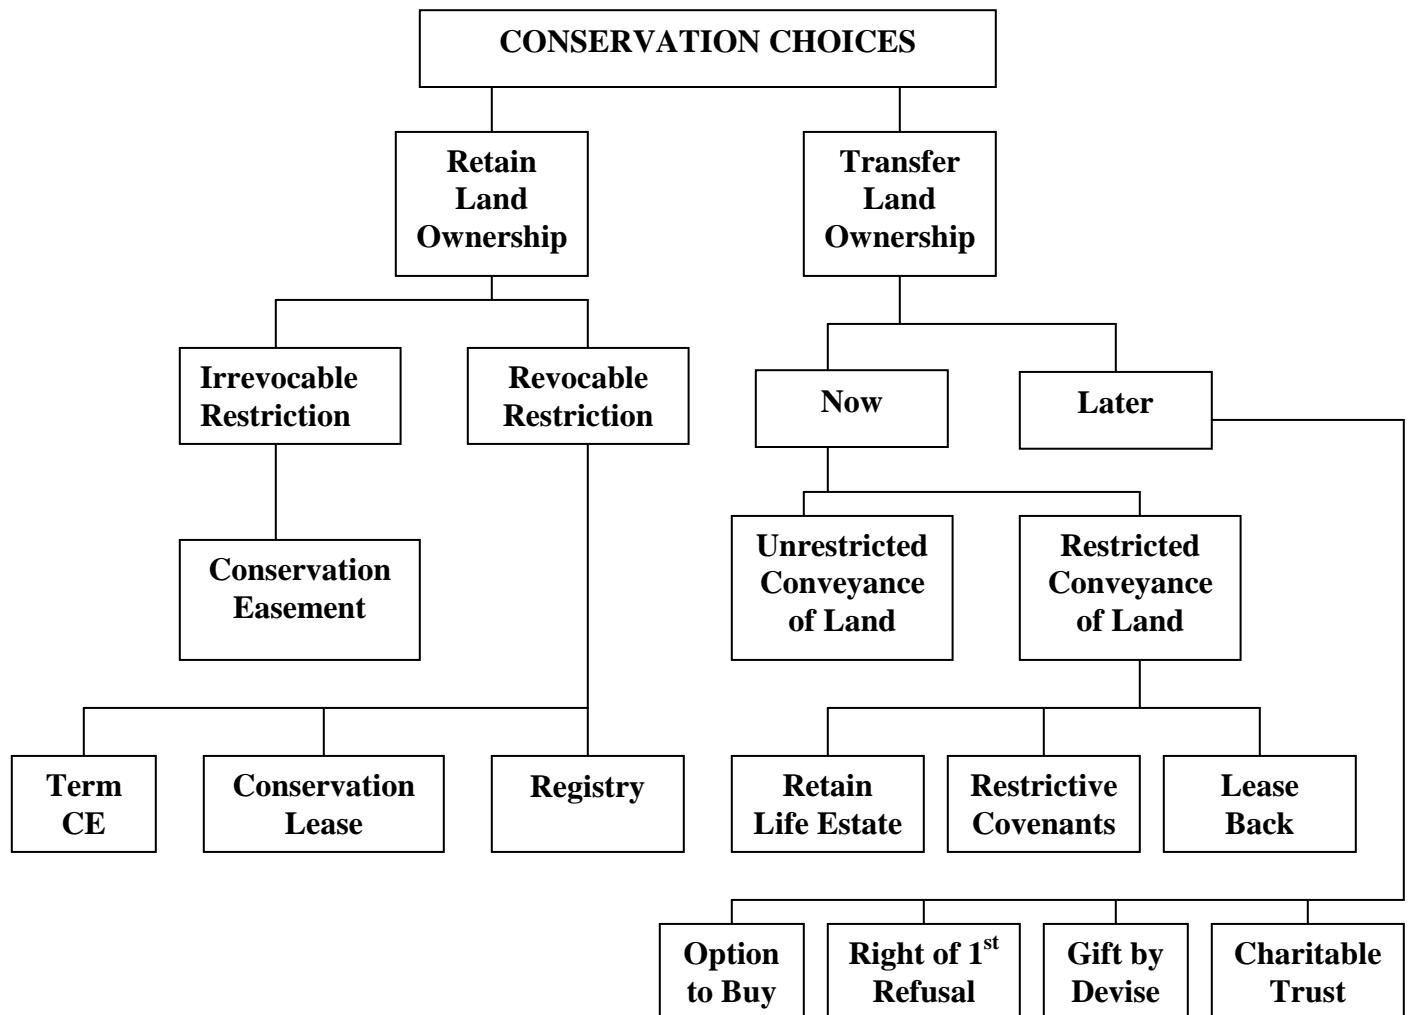 CONSERVATION CHOICES
Retain
Land
Ownership
Transfer
Land
Ownership
Irrevocable
Restriction
Revocable
Restriction
Now
Later
Conservation
Easement
Unrestricted
Conveyance
of Land
Restricted
Conveyance
of Land
Term
CE
Conservation
Lease
Registry
Retain
Life Estate
Restrictive
Covenants
Lease
Back
Option
to Buy
Right of 1st
Refusal
Gift by
Devise
Charitable
Trust